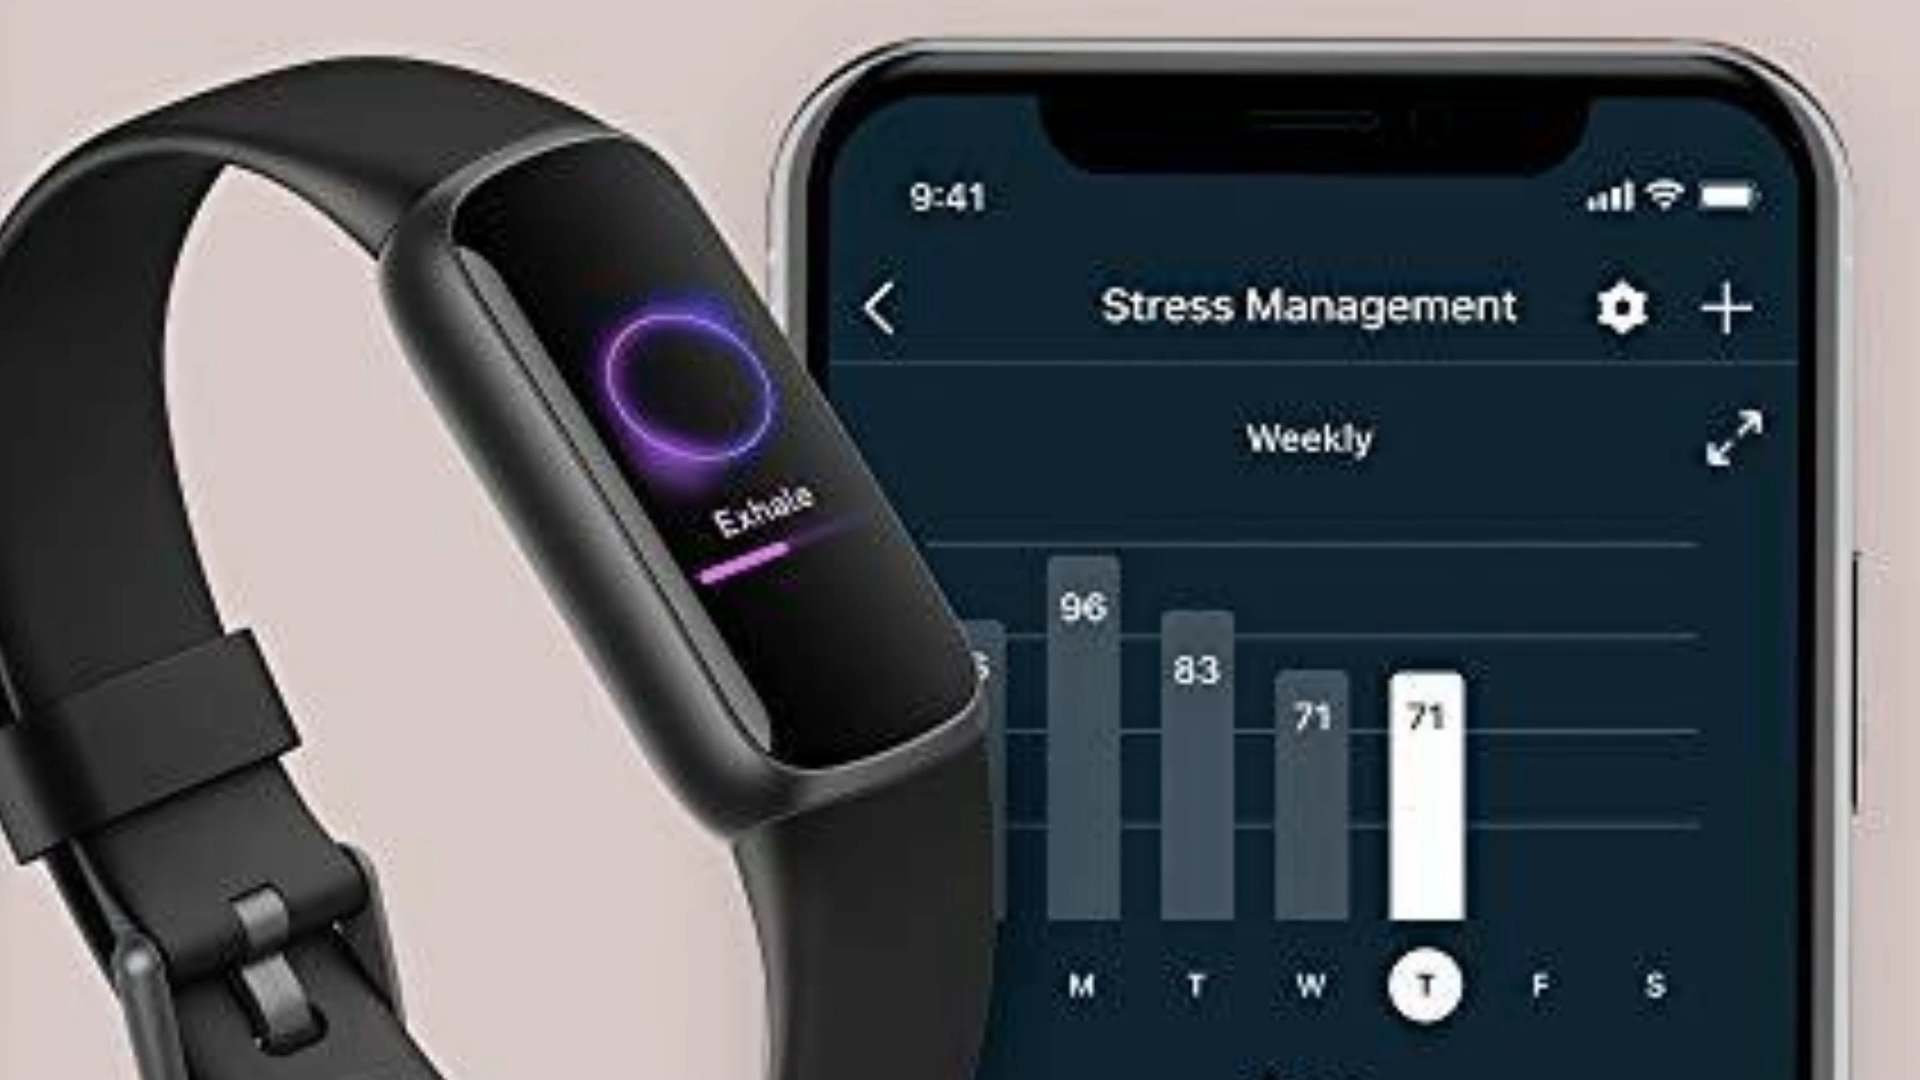 9:41
Stress Management
Weekly
Exhale
96
83
71
71
M T W T F S